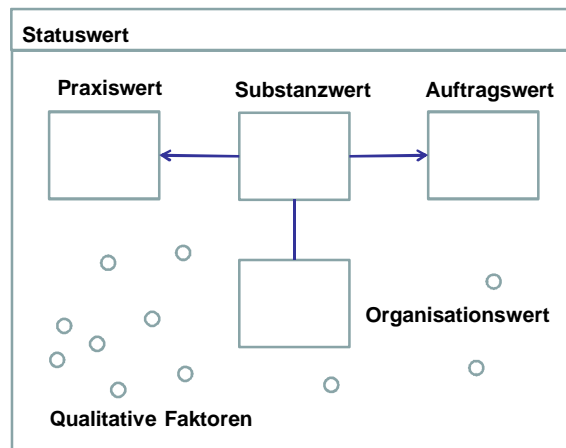 Statuswert
Praxiswert
Substanzwert
Auftragswert
Organisationswert
Qualitative Faktoren